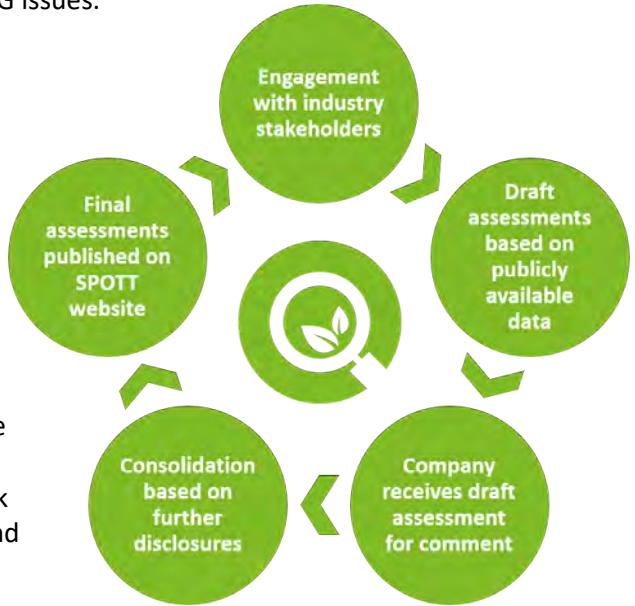 G issues.
Engagement
with industry
stakeholders
Draft
assessments
based on
publicly
available
data
Company
receives draft
assessment
for comment
Consolidation
based on
further
disclosures
Final
assessments
published on
SPOTT
website
e
k
nd